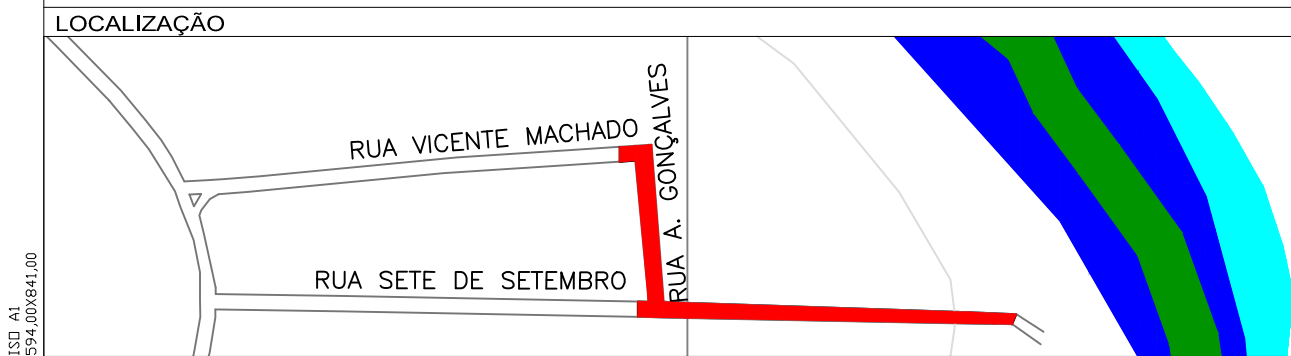 LOCALIZAÇÃO
RUA VICENTE MACHADO
RUA A. GONÇALVES
RUA SETE DE SETEMBRO
ISO A1
594,00X841,00